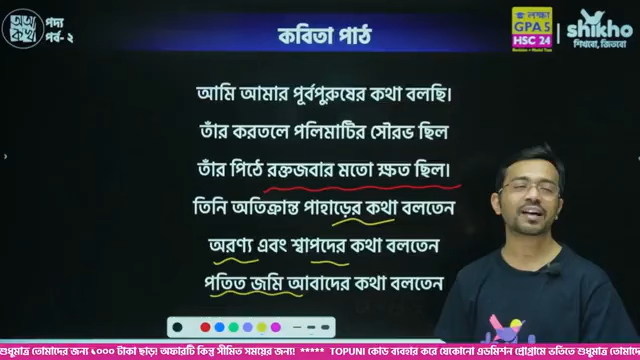 পদ্য
পর্ব- ২
কবিতা পাঠ
লক্ষ্য
GPA 5
HSC 24
shikho
শিখবো, জিতবো
আমি আমার পূর্বপুরুষের কথা বলছি।
তাঁর করতলে পলিমাটির সৌরভ ছিল
তাঁর পিঠে রক্তজবার মতো ক্ষত ছিল।
তিনি অতিক্রান্ত পাহাড়ের কথা বলতেন
অরণ্য এবং শ্বাপদের কথা বলতেন
পতিত জমি আবাদের কথা বলতেন
শুধুমাত্র তোমাদের জন্য ১০০০ টাকা ছাড়! অফারটি কিন্তু সীমিত সময়ের জন্য! ***** TOPUNI কোড ব্যবহার করে যেকোনো এডমিশন প্রোগ্রাম ভর্তিতে শুধুমাত্র তোমাদের